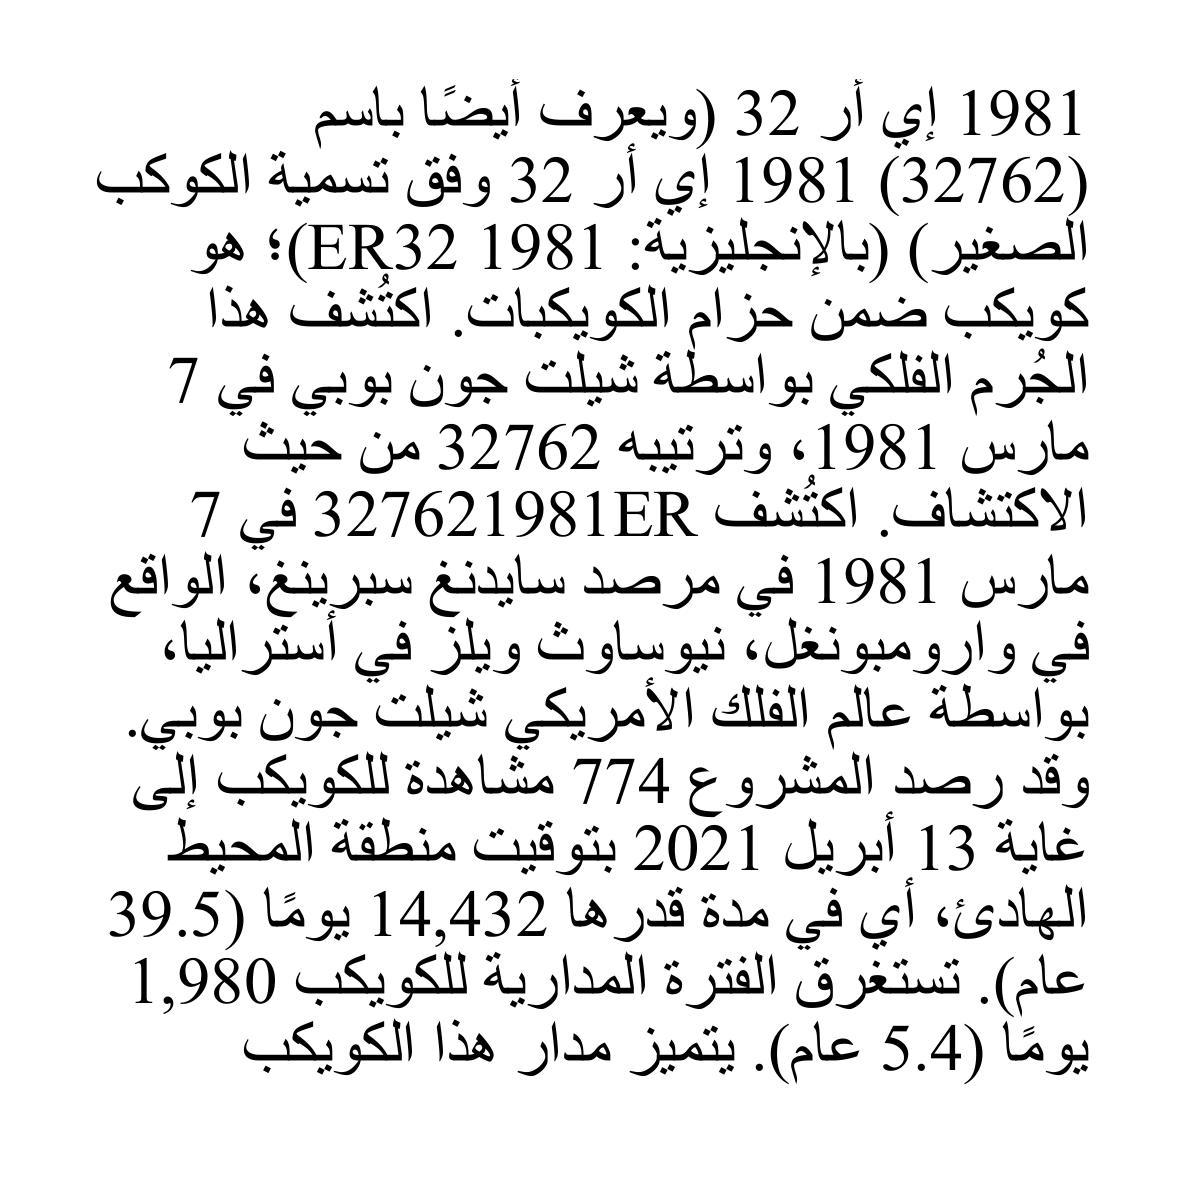 1981 إي أر 32 (ويعرف أيضًا باسم
(32762) 1981 إي أر 32 وفق تسمية الكوكب
الصغير) (بالإنجليزية: 1981 ER32)؛ هو
كويكب ضمن حزام الكويكبات. اكتُشف هذا
الجُرم الفلكي بواسطة شيلت جون بوبي في 7
مارس 1981، وترتيبه 32762 من حيث
الاكتشاف. اكتُشف 327621981ER في 7
مارس 1981 في مرصد سايدنغ سبرينغ، الواقع
في وارومبونغل، نيوساوث ويلز في أستراليا،
بواسطة عالم الفلك الأمريكي شيلت جون بوبي.
وقد رصد المشروع 774 مشاهدة للكويكب إلى
غاية 13 أبريل 2021 بتوقيت منطقة المحيط
الهادئ، أي في مدة قدرها 14,432 يومًا (39.5
عام). تستغرق الفترة المدارية للكويكب 1,980
يومًا (5.4 عام). يتميز مدار هذا الكويكب